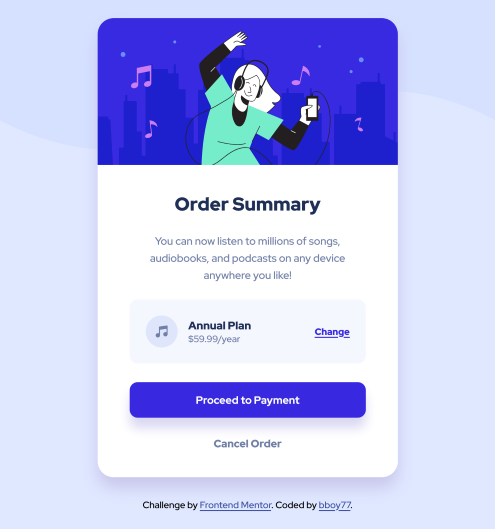 Order Summary
You can now listen to millions of songs,
audiobooks, and podcasts on any device
anywhere you like!
Annual Plan
$59.99/year
Change
Proceed to Payment
Cancel Order
Challenge by Frontend Mentor. Coded by bboy77.